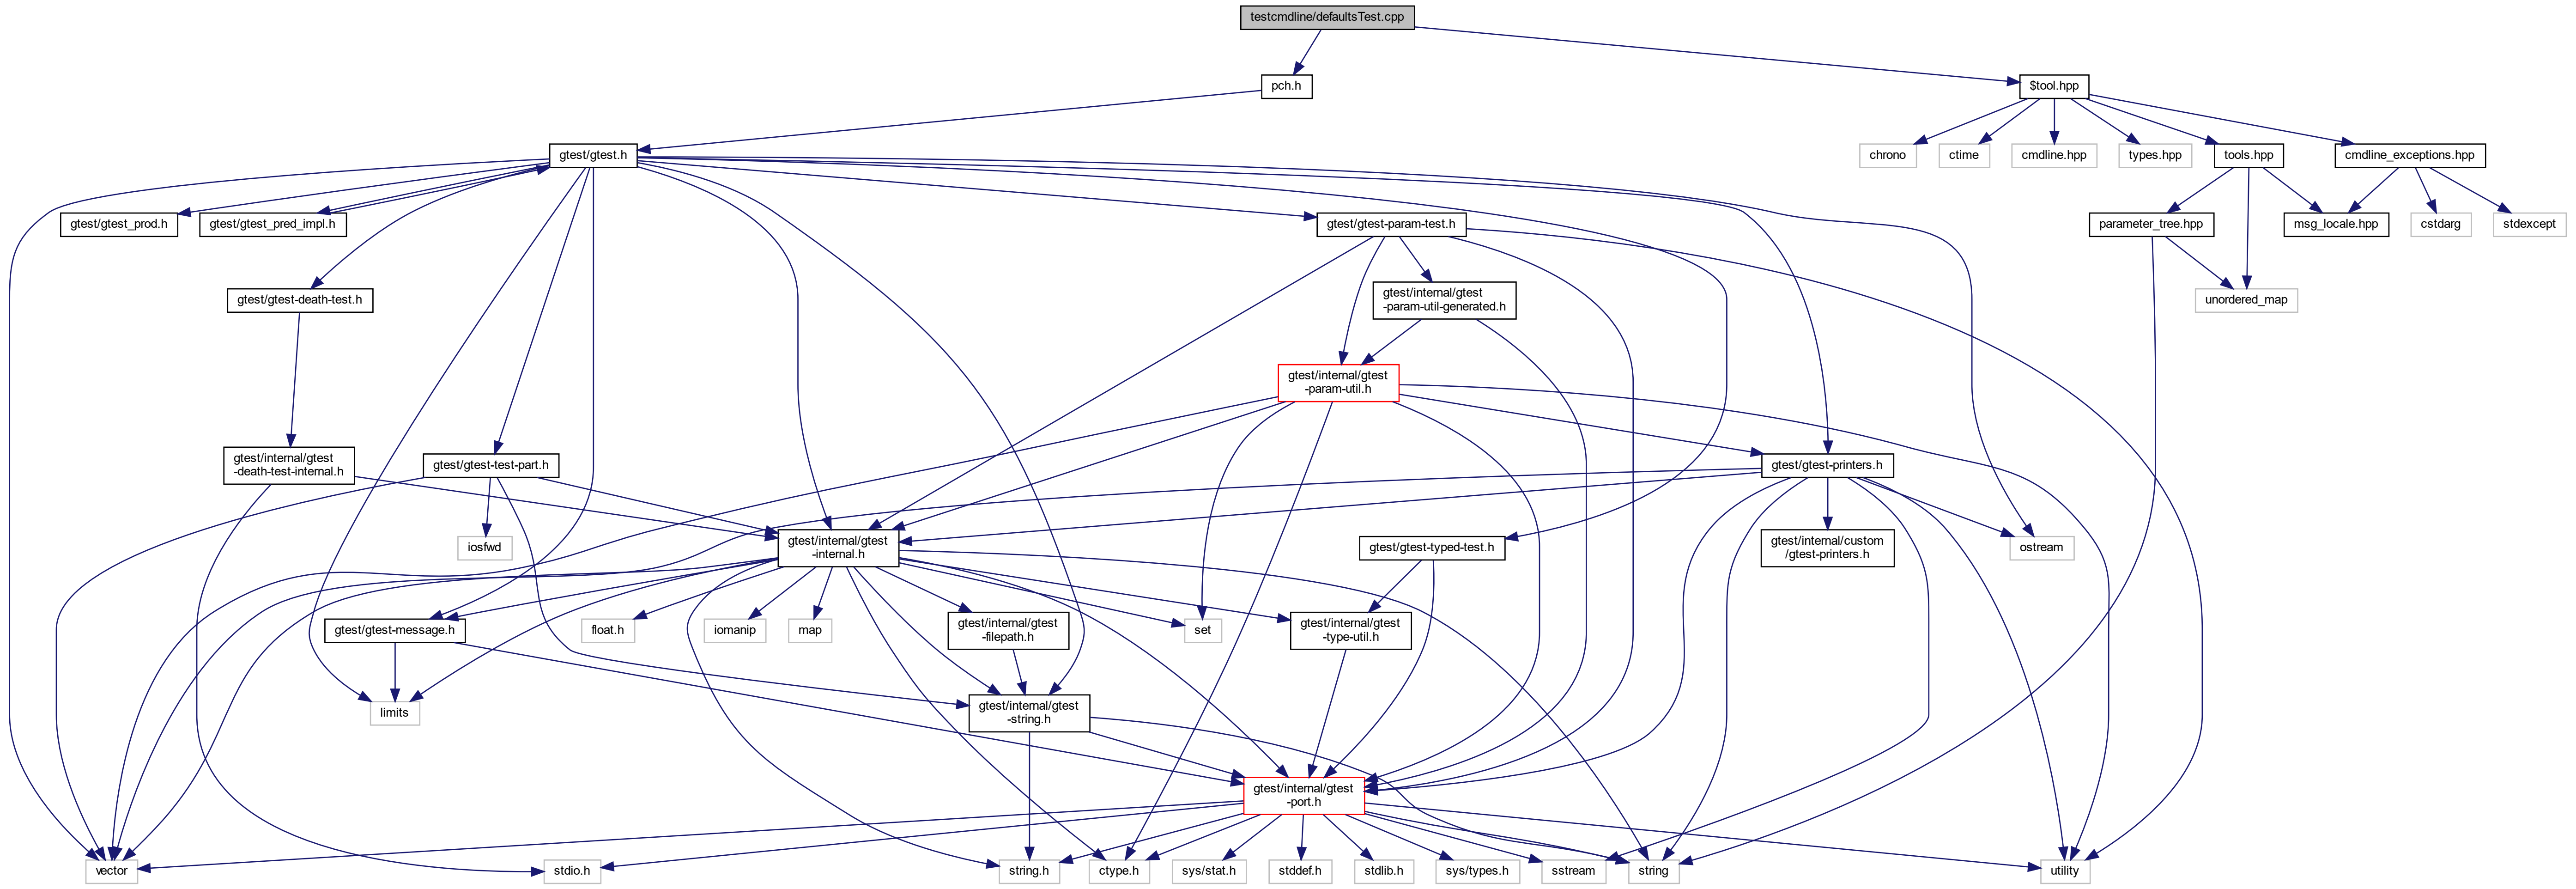 testcmdline/defaultsTest.cpp
pch.h
$tool.hpp
gtest/gtest.h
chrono
ctime
cmdline.hpp
types.hpp
tools.hpp
cmdline_exceptions.hpp
gtest/gtest_prod.h
gtest/gtest_pred_impl.h
gtest/gtest-param-test.h
parameter_tree.hpp
msg_locale.hpp
cstdarg
stdexcept
gtest/gtest-death-test.h
gtest/internal/gtest
-param-util-generated.h
unordered_map
gtest/internal/gtest
-param-util.h
gtest/internal/gtest
-death-test-internal.h
gtest/gtest-test-part.h
gtest/gtest-printers.h
iosfwd
gtest/internal/gtest
-internal.h
gtest/gtest-typed-test.h
gtest/internal/custom
/gtest-printers.h
ostream
gtest/gtest-message.h
float.h
iomanip
map
gtest/internal/gtest
-filepath.h
set
gtest/internal/gtest
-type-util.h
limits
gtest/internal/gtest
-string.h
gtest/internal/gtest
-port.h
vector
stdio.h
string.h
ctype.h
sys/stat.h
stddef.h
stdlib.h
sys/types.h
sstream
string
utility